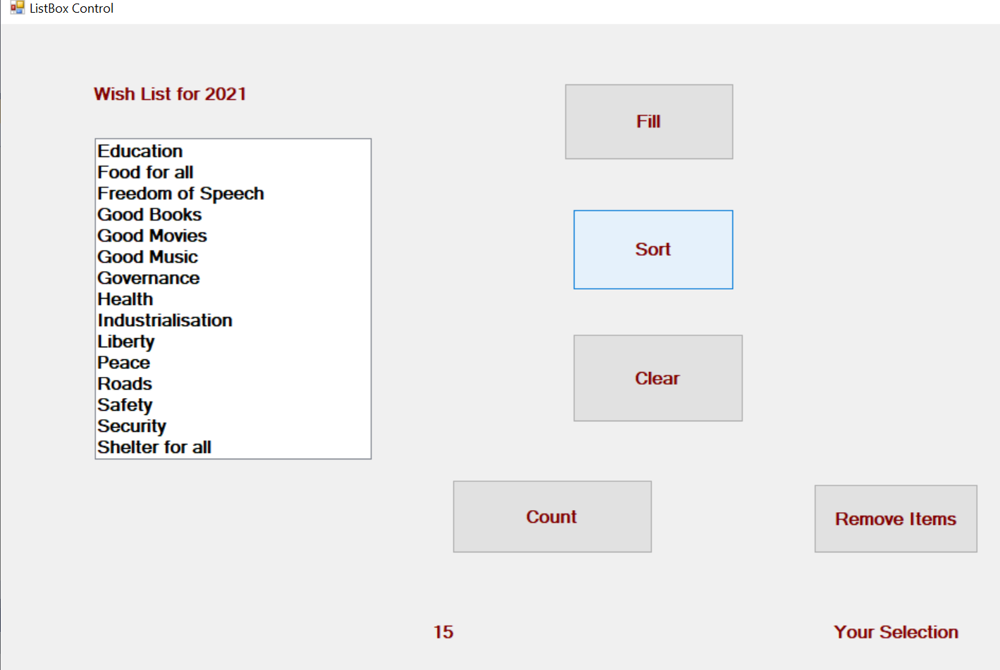 ListBox Control
Wish List for 2021
Education
Food for all
Freedom of Speech
Good Books
Good Movies
Good Music
Governance
Health
Industrialisation
Liberty
Peace
Roads
Safety
Security
Shelter for all
Fill
Sort
Clear
Count
Remove Items
15
Your Selection